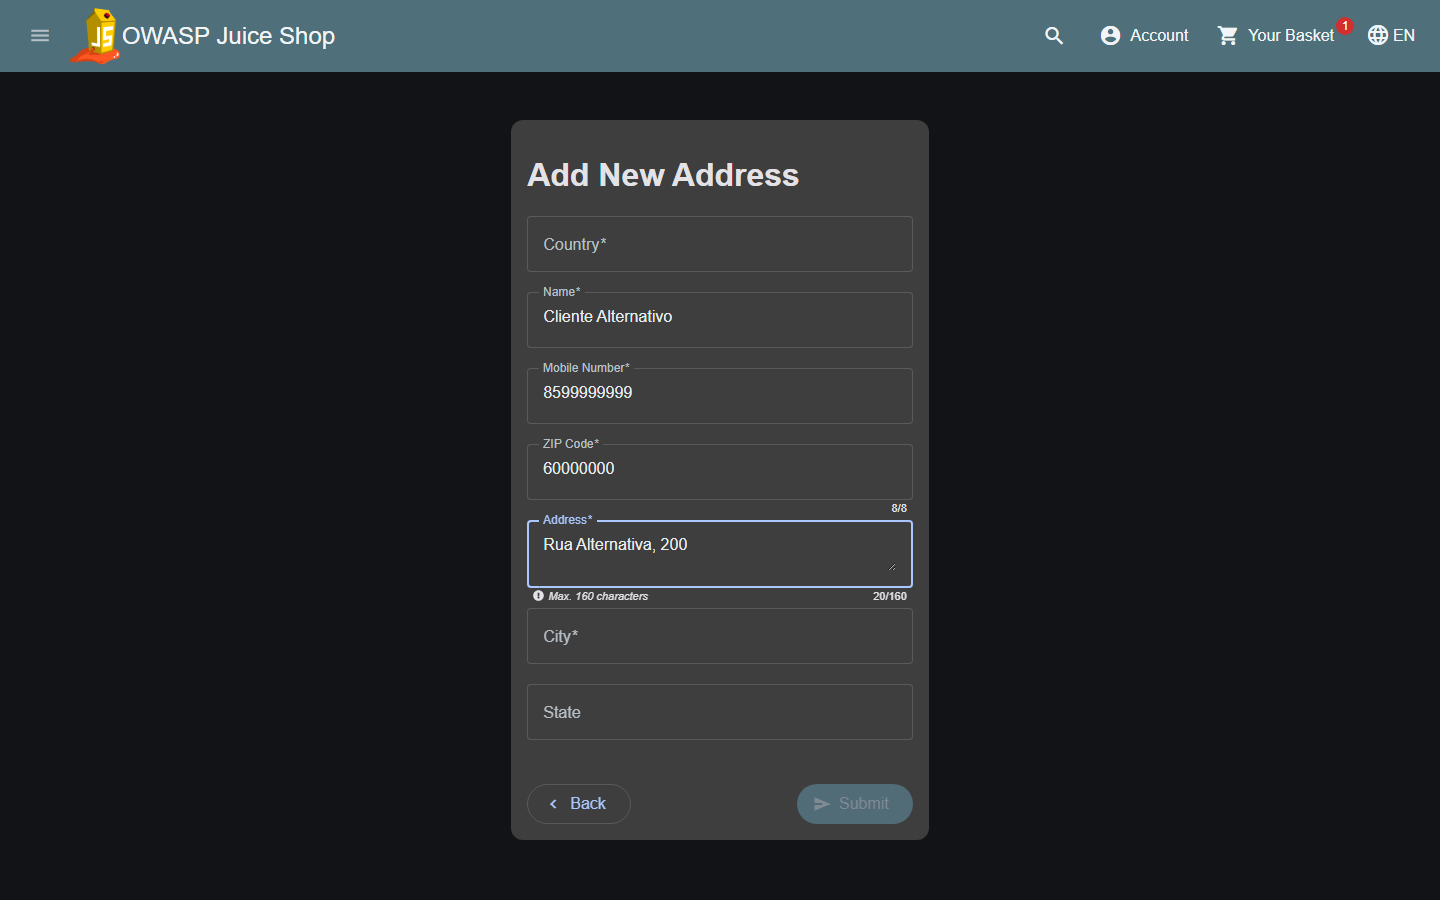 JS OWASP Juice Shop
Account
Your Basket 1
EN
Add New Address
Country*
Name*
Cliente Alternativo
Mobile Number*
8599999999
ZIP Code*
60000000
8/8
Address*
Rua Alternativa, 200
Max. 160 characters 20/160
City*
State
Back
Submit